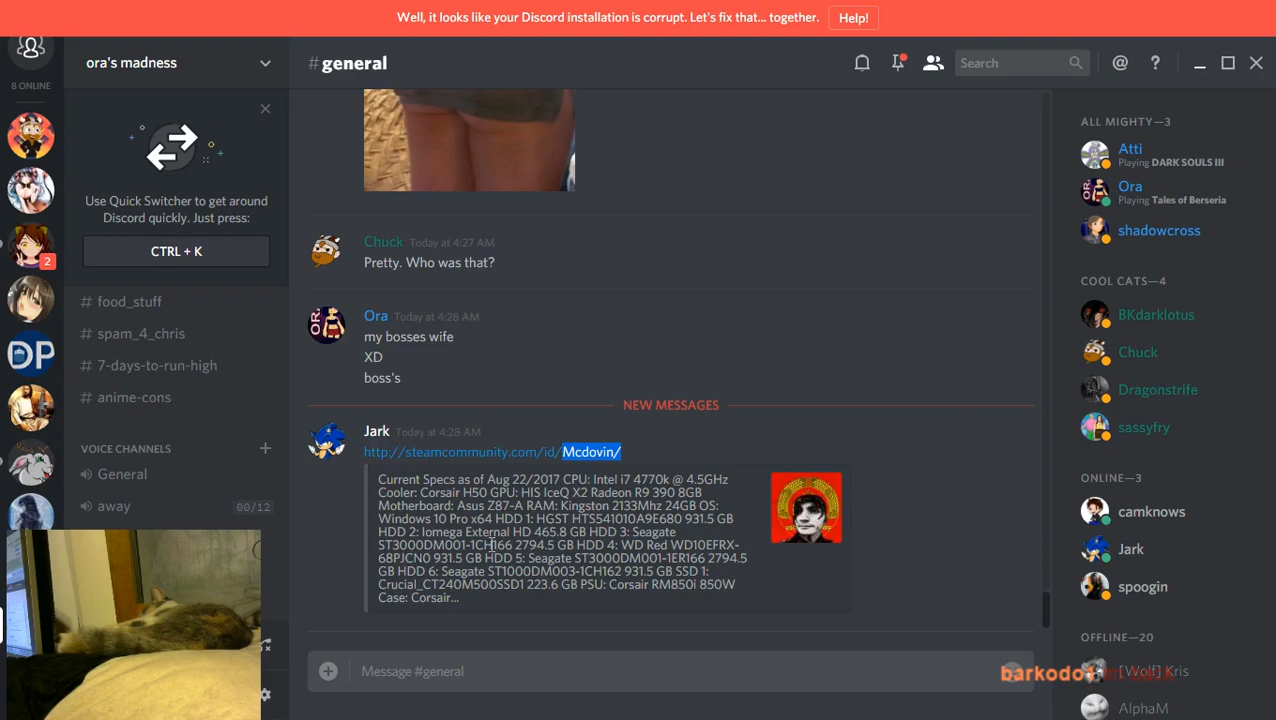 Well, it looks like your Discord installation is corrupt. Let's fix that... together.
Help!
8 ONLINE
2
DP
ora's madness
Use Quick Switcher to get around
Discord quickly. Just press:
CTRL + K
# food_stuff
# spam_4_chris
# 7-days-to-run-high
# anime-cons
VOICE CHANNELS
General
away 00/12
#general
Search
Chuck Today at 4:27 AM
Pretty. Who was that?
ORA
Ora Today at 4:28 AM
my bosses wife
XD
boss's
NEW MESSAGES
Jark Today at 4:28 AM
http://steamcommunity.com/id/Mcdovin/
Current Specs as of Aug 22/2017 CPU: Intel i7 4770k @ 4.5GHz
Cooler: Corsair H50 GPU: HIS IceQ X2 Radeon R9 390 8GB
Motherboard: Asus Z87-A RAM: Kingston 2133Mhz 24GB OS:
Windows 10 Pro x64 HDD 1: HGST HTS541010A9E680 931.5 GB
HDD 2: Iomega External HD 465.8 GB HDD 3: Seagate
ST3000DM001-1CH166 2794.5 GB HDD 4: WD Red WD10EFRX-
68PJCN0 931.5 GB HDD 5: Seagate ST3000DM001-1ER166 2794.5
GB HDD 6: Seagate ST1000DM003-1CH162 931.5 GB SSD 1:
Crucial_CT240M500SSD1 223.6 GB PSU: Corsair RM850i 850W
Case: Corsair...
Message #general
ALL MIGHTY—3
Atti
Playing DARK SOULS III
Ora
Playing Tales of Berseria
shadowcross
COOL CATS—4
BKdarklotus
Chuck
Dragonstrife
sassyfry
ONLINE—3
camknows
Jark
spoogin
OFFLINE—20
[Wolf] Kris
barkodo1
AlphaM